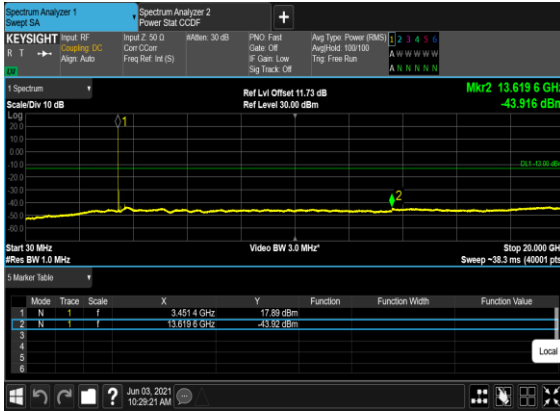 Spectrum Analyzer 1
Swept SA
Spectrum Analyzer 2
Power Stat CCDF
+
KEYSIGHT
R T
Input: RF
Coupling: DC
Align: Auto
Input Z: 50 Ω
Corr CCorr
Freq Ref: Int (S)
#Atten: 30 dB
PNO: Fast
Gate: Off
IF Gain: Low
Sig Track: Off
Avg Type: Power (RMS)
Avg|Hold: 100/100
Trig: Free Run
1 2 3 4 5 6
A W W W W W
A N N N N N
1 Spectrum
Scale/Div 10 dB
Ref Lvl Offset 11.73 dB
Ref Level 30.00 dBm
Mkr2 13.619 6 GHz
-43.916 dBm
Log
20.0
10.0
0.00
-10.0
-20.0
-30.0
-40.0
-50.0
-60.0
1
2
DL1 -13.00 dBm
Start 30 MHz
#Res BW 1.0 MHz
Video BW 3.0 MHz*
Stop 20.000 GHz
Sweep ~38.3 ms (40001 pts)
5 Marker Table
Mode Trace Scale X Y Function Function Width Function Value
1 N 1 f 3.451 4 GHz 17.89 dBm
2 N 1 f 13.619 6 GHz -43.92 dBm
3
4
5
6
Local
?
Jun 03, 2021
10:29:21 AM